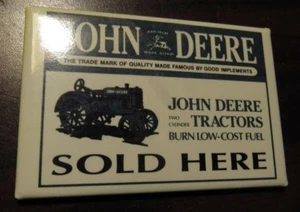 JOHN DEERE
THE TRADE MARK OF QUALITY MADE FAMOUS BY GOOD IMPLEMENTS
JOHN DEERE
TWO CYLINDER TRACTORS
BURN LOW-COST FUEL
SOLD HERE